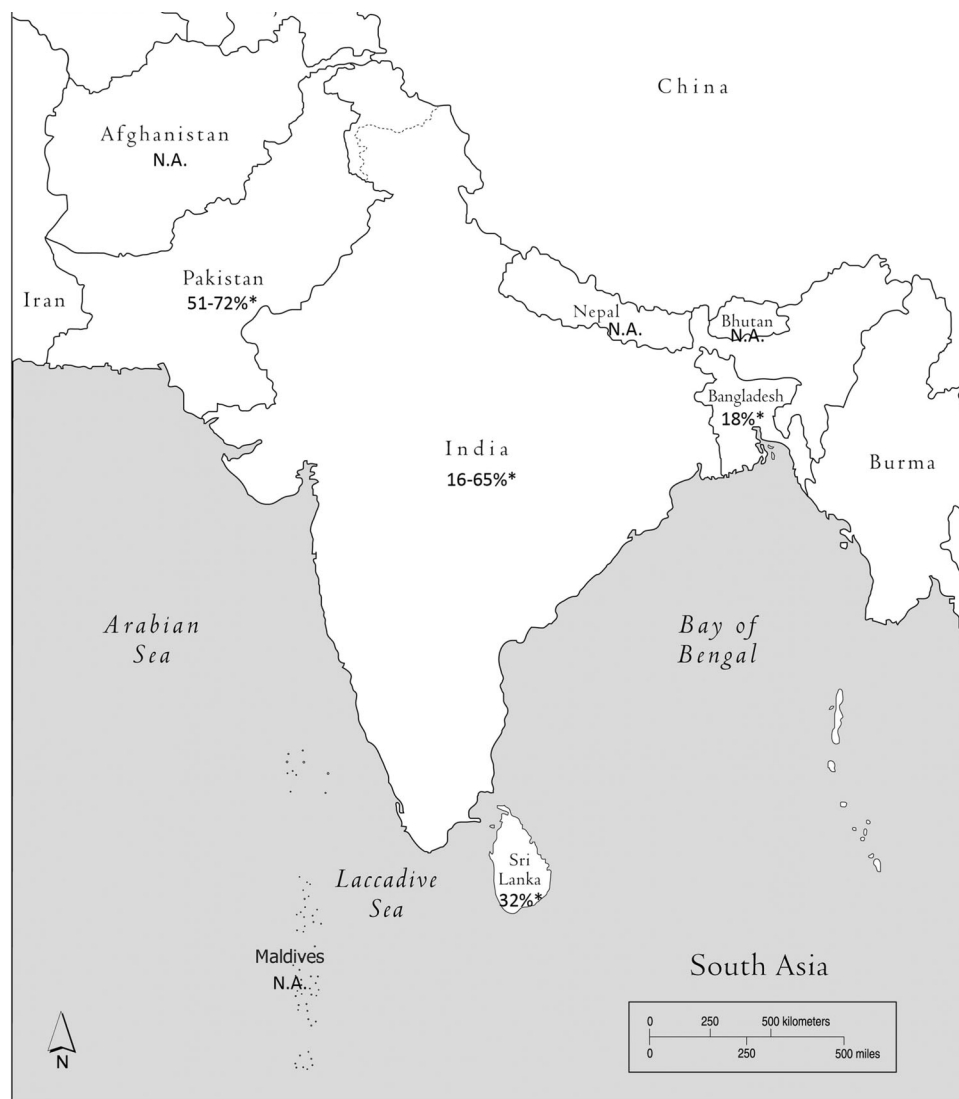 China
Afghanistan
N.A.
Pakistan
51-72%*
Iran
Nepal
N.A.
Bhutan
N.A.
Bangladesh
18%*
India
16-65%*
Burma
Arabian
Sea
Bay of
Bengal
Sri
Lanka
32%*
Laccadive
Sea
Maldives
N.A.
South Asia
0 250 500 kilometers
0 250 500 miles
N